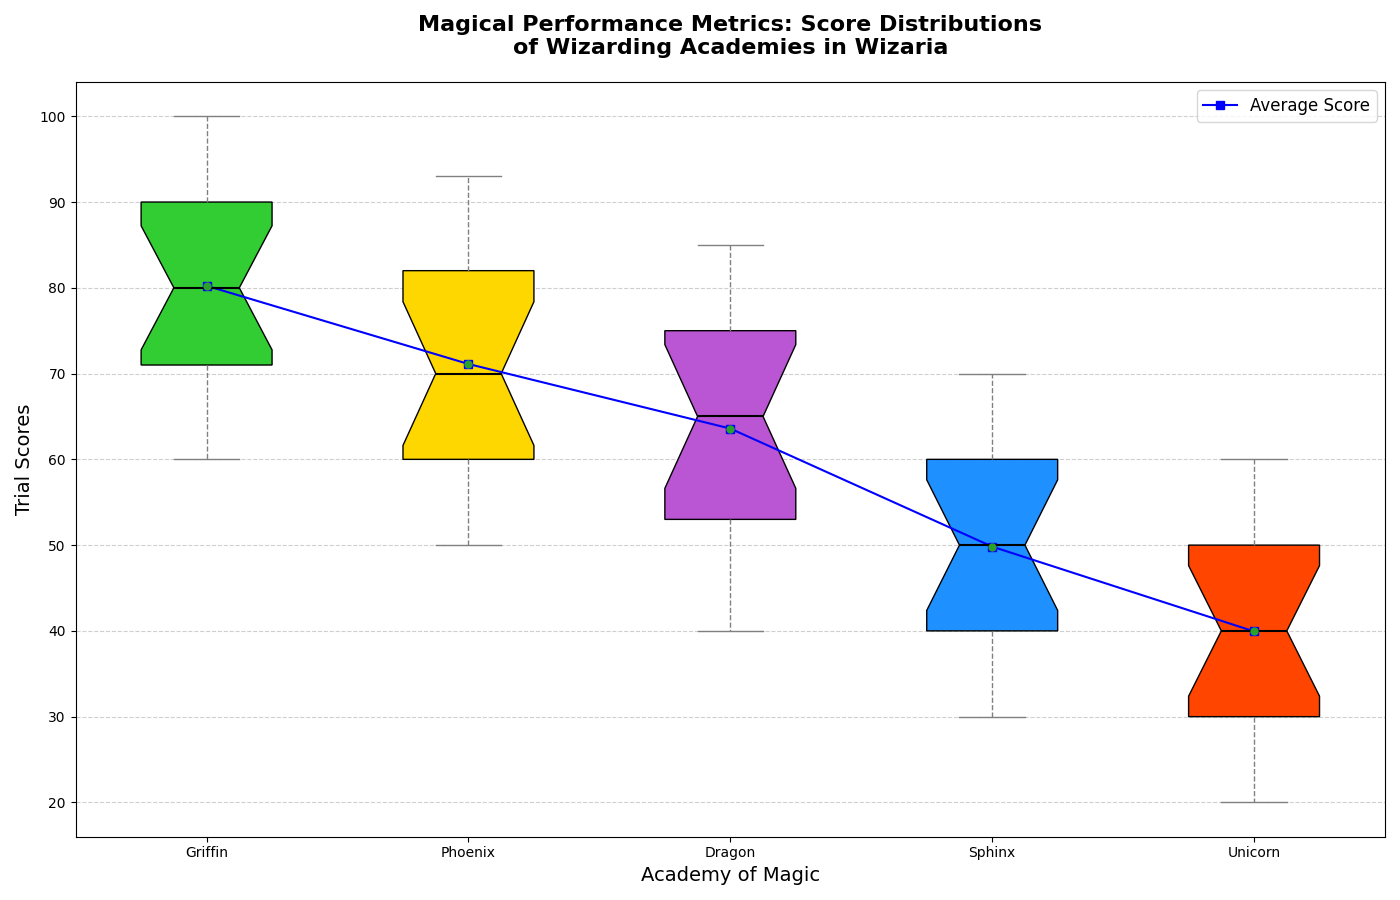 Magical Performance Metrics: Score Distributions
of Wizarding Academies in Wizaria
Average Score
Trial Scores
100
90
80
70
60
50
40
30
20
Griffin
Phoenix
Dragon
Sphinx
Unicorn
Academy of Magic